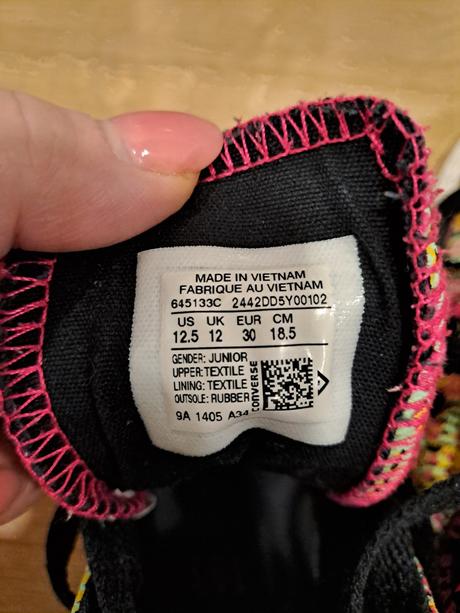 MADE IN VIETNAM
FABRIQUE AU VIETNAM
645133C 2442DD5Y00102
US UK EUR CM
12.5 12 30 18.5
GENDER: JUNIOR
UPPER: TEXTILE
LINING: TEXTILE
OUTSOLE: RUBBER
9A 1405 A34
CONVERSE